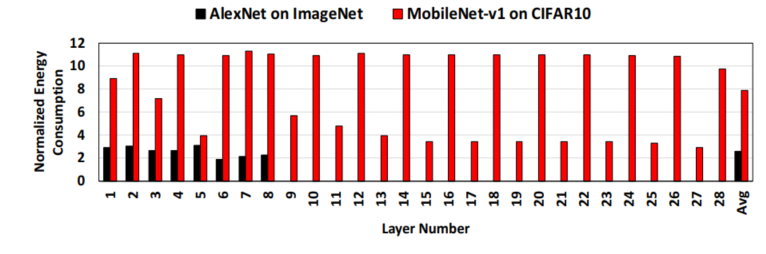 AlexNet on ImageNet MobileNet-v1 on CIFAR10
Normalized Energy
Consumption
12
10
8
6
4
2
0
1 2 3 4 5 6 7 8 9 10 11 12 13 14 15 16 17 18 19 20 21 22 23 24 25 26 27 28 Avg
Layer Number